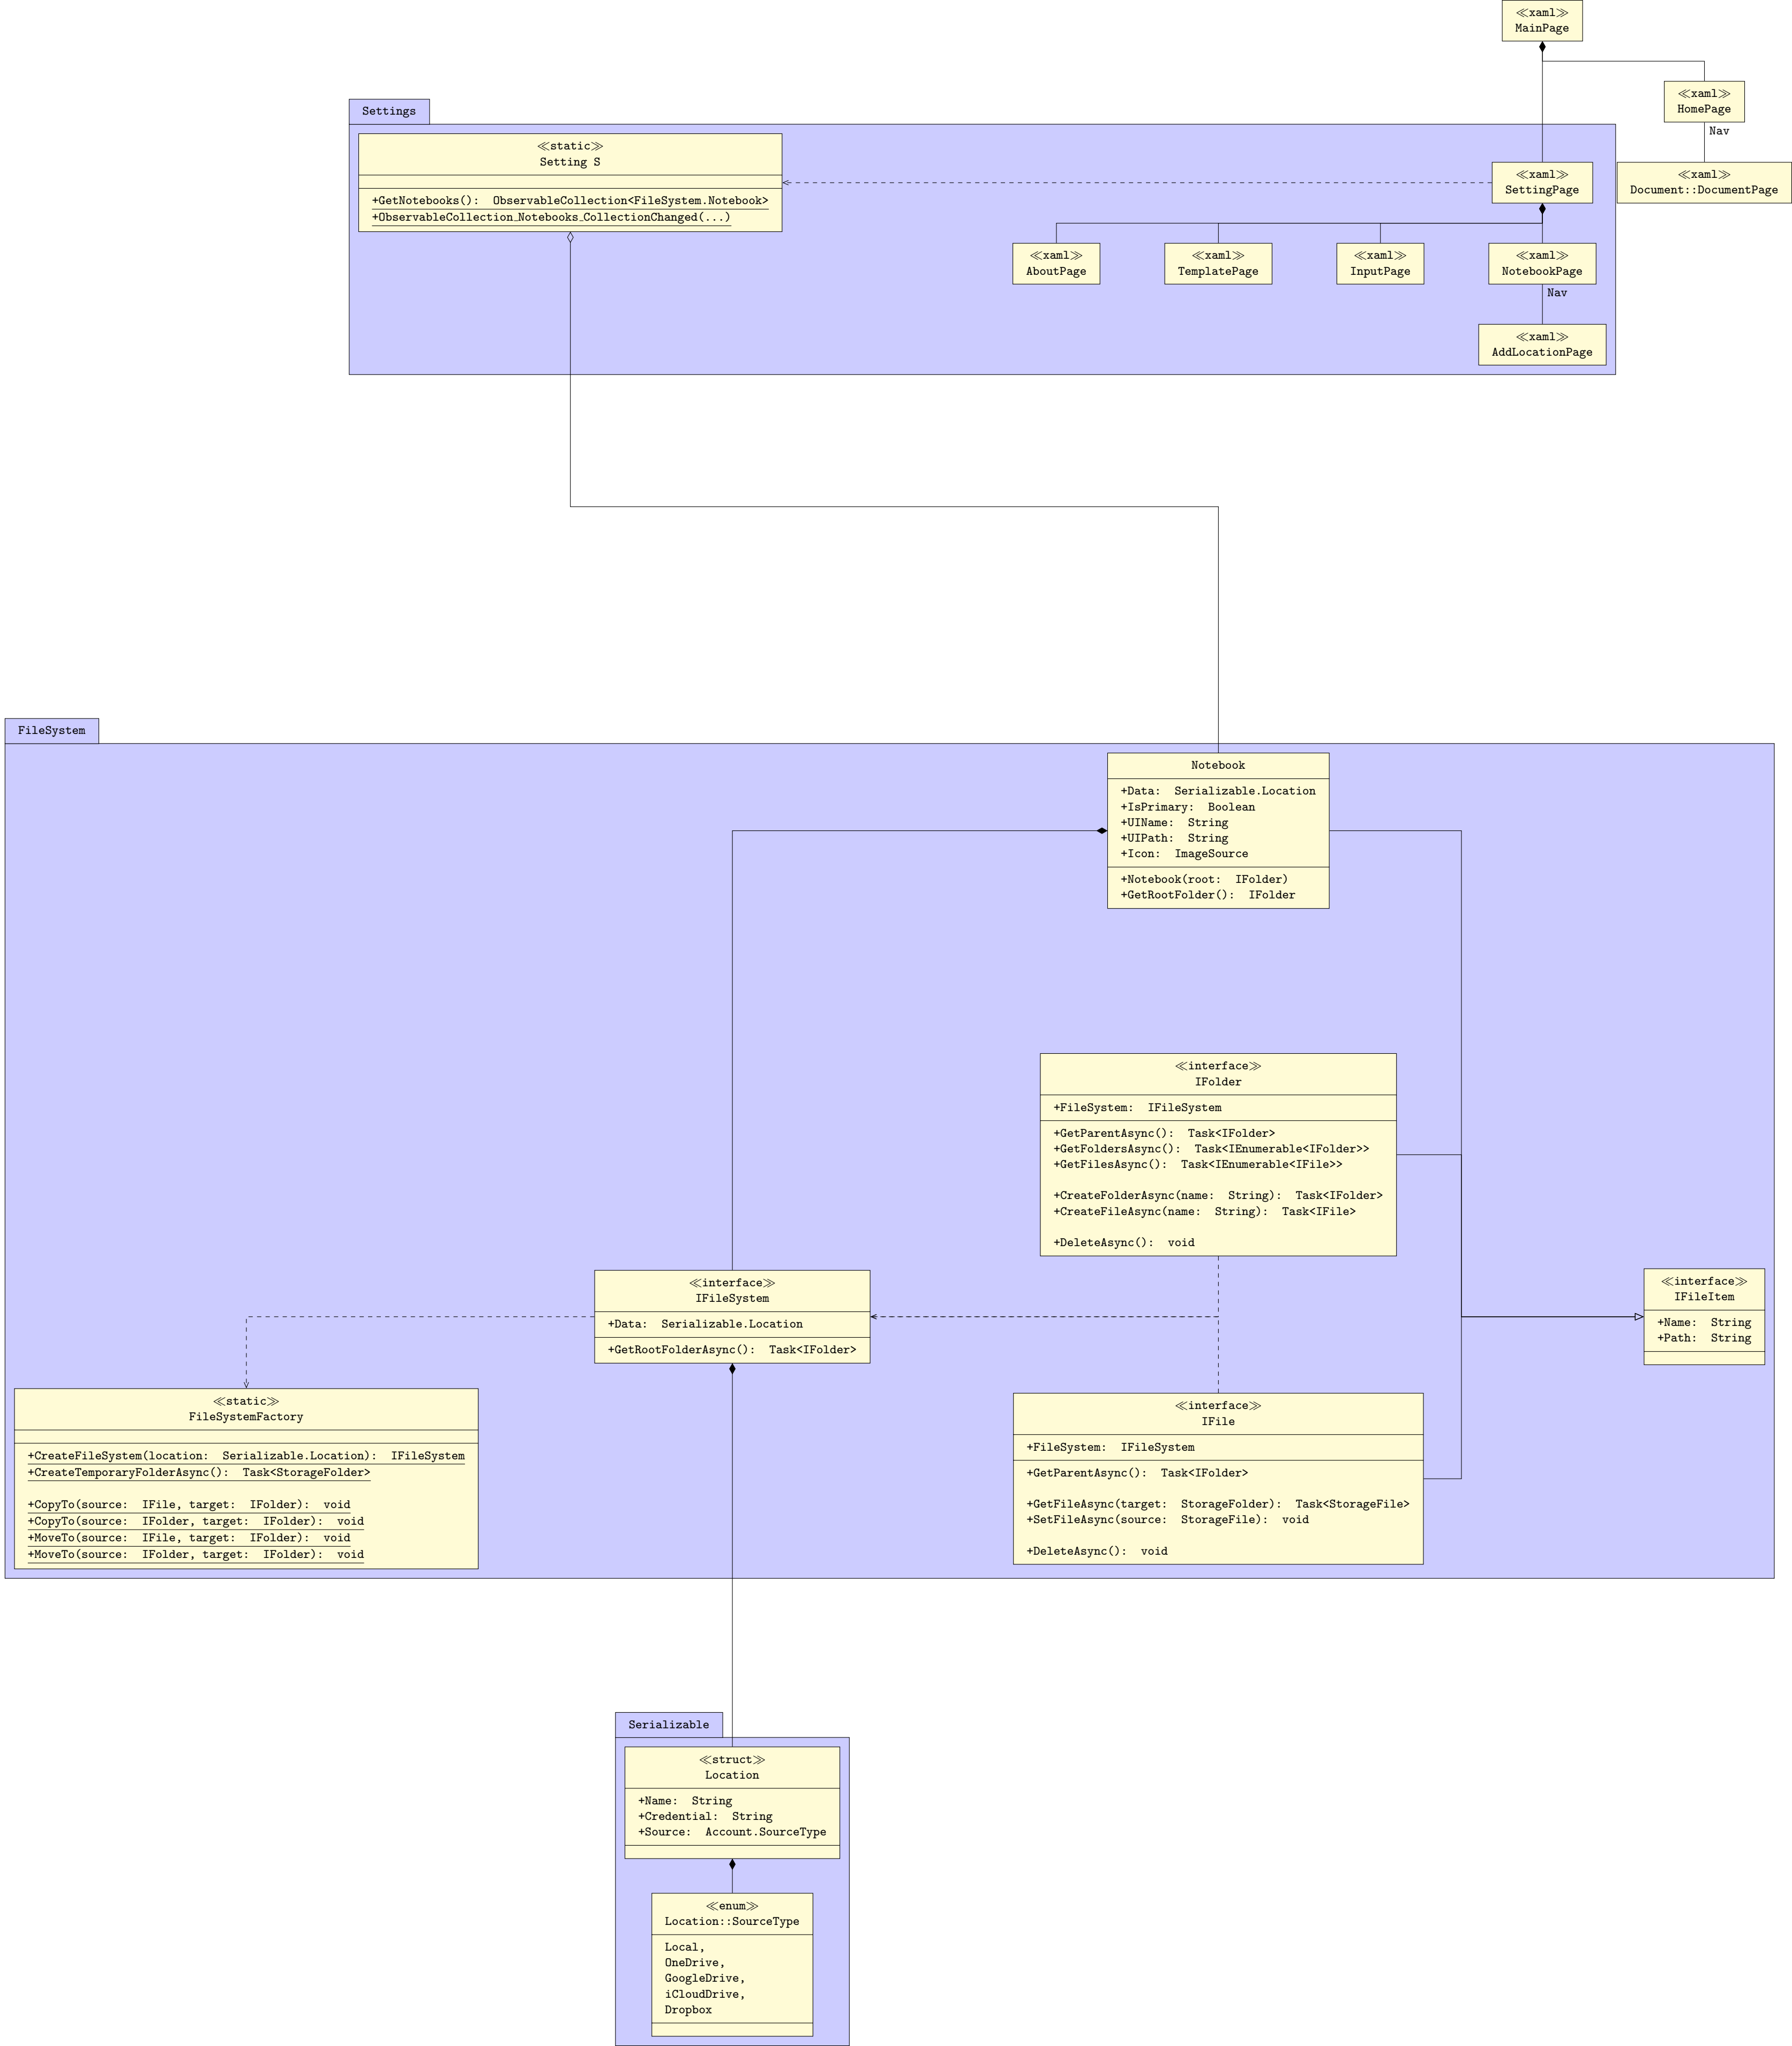 ≪xaml≫
MainPage
≪xaml≫
HomePage
Nav
≪xaml≫
Document::DocumentPage
Settings
≪static≫
Setting S
+GetNotebooks(): ObservableCollection<FileSystem.Notebook>
+ObservableCollection_Notebooks_CollectionChanged(...)
≪xaml≫
SettingPage
≪xaml≫
AboutPage
≪xaml≫
TemplatePage
≪xaml≫
InputPage
≪xaml≫
NotebookPage
Nav
≪xaml≫
AddLocationPage
FileSystem
Notebook
+Data: Serializable.Location
+IsPrimary: Boolean
+UIName: String
+UIPath: String
+Icon: ImageSource
+Notebook(root: IFolder)
+GetRootFolder(): IFolder
≪interface≫
IFolder
+FileSystem: IFileSystem
+GetParentAsync(): Task<IFolder>
+GetFoldersAsync(): Task<IEnumerable<IFolder>>
+GetFilesAsync(): Task<IEnumerable<IFile>>
+CreateFolderAsync(name: String): Task<IFolder>
+CreateFileAsync(name: String): Task<IFile>
+DeleteAsync(): void
≪interface≫
IFileSystem
+Data: Serializable.Location
+GetRootFolderAsync(): Task<IFolder>
≪interface≫
IFileItem
+Name: String
+Path: String
≪static≫
FileSystemFactory
+CreateFileSystem(location: Serializable.Location): IFileSystem
+CreateTemporaryFolderAsync(): Task<StorageFolder>
+CopyTo(source: IFile, target: IFolder): void
+CopyTo(source: IFolder, target: IFolder): void
+MoveTo(source: IFile, target: IFolder): void
+MoveTo(source: IFolder, target: IFolder): void
≪interface≫
IFile
+FileSystem: IFileSystem
+GetParentAsync(): Task<IFolder>
+GetFileAsync(target: StorageFolder): Task<StorageFile>
+SetFileAsync(source: StorageFile): void
+DeleteAsync(): void
Serializable
≪struct≫
Location
+Name: String
+Credential: String
+Source: Account.SourceType
≪enum≫
Location::SourceType
Local,
OneDrive,
GoogleDrive,
iCloudDrive,
Dropbox